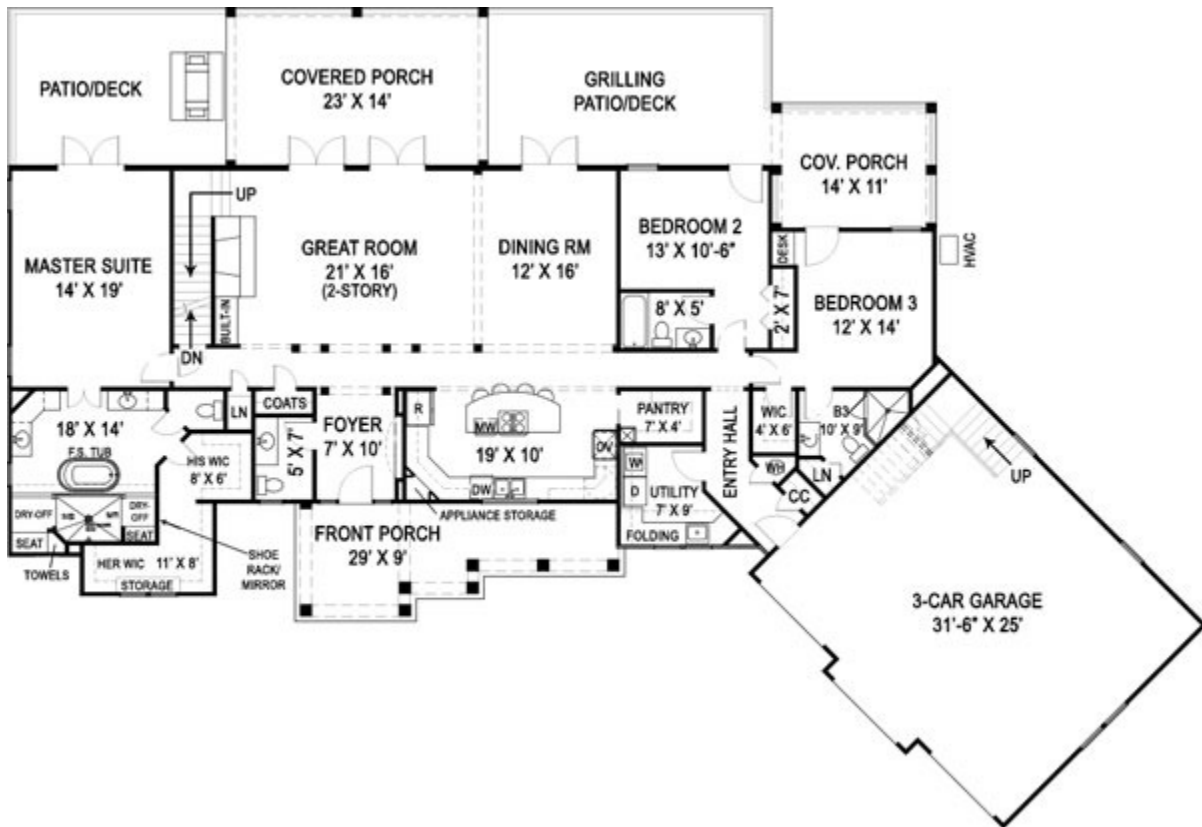 PATIO/DECK
COVERED PORCH
23' X 14'
GRILLING
PATIO/DECK
COV. PORCH
14' X 11'
HVAC
MASTER SUITE
14' X 19'
UP
DN
BUILT-IN
GREAT ROOM
21' X 16'
(2-STORY)
DINING RM
12' X 16'
BEDROOM 2
13' X 10'-6"
8' X 5'
2' X 7'
DESK
BEDROOM 3
12' X 14'
18' X 14'
F.S. TUB
LN
COATS
5' X 7'
FOYER
7' X 10'
R
MW
19' X 10'
DV
DW
APPLIANCE STORAGE
PANTRY
7' X 4'
W
D
UTILITY
7' X 9'
FOLDING
ENTRY HALL
WIC
4' X 6'
WH
B3
10' X 9'
LN
CC
UP
HIS WIC
8' X 6'
DRY-OFF
SEAT
DRY-
OFF
SEAT
TOWELS
HER WIC 11' X 8'
STORAGE
SHOE
RACK/
MIRROR
FRONT PORCH
29' X 9'
3-CAR GARAGE
31'-6" X 25'